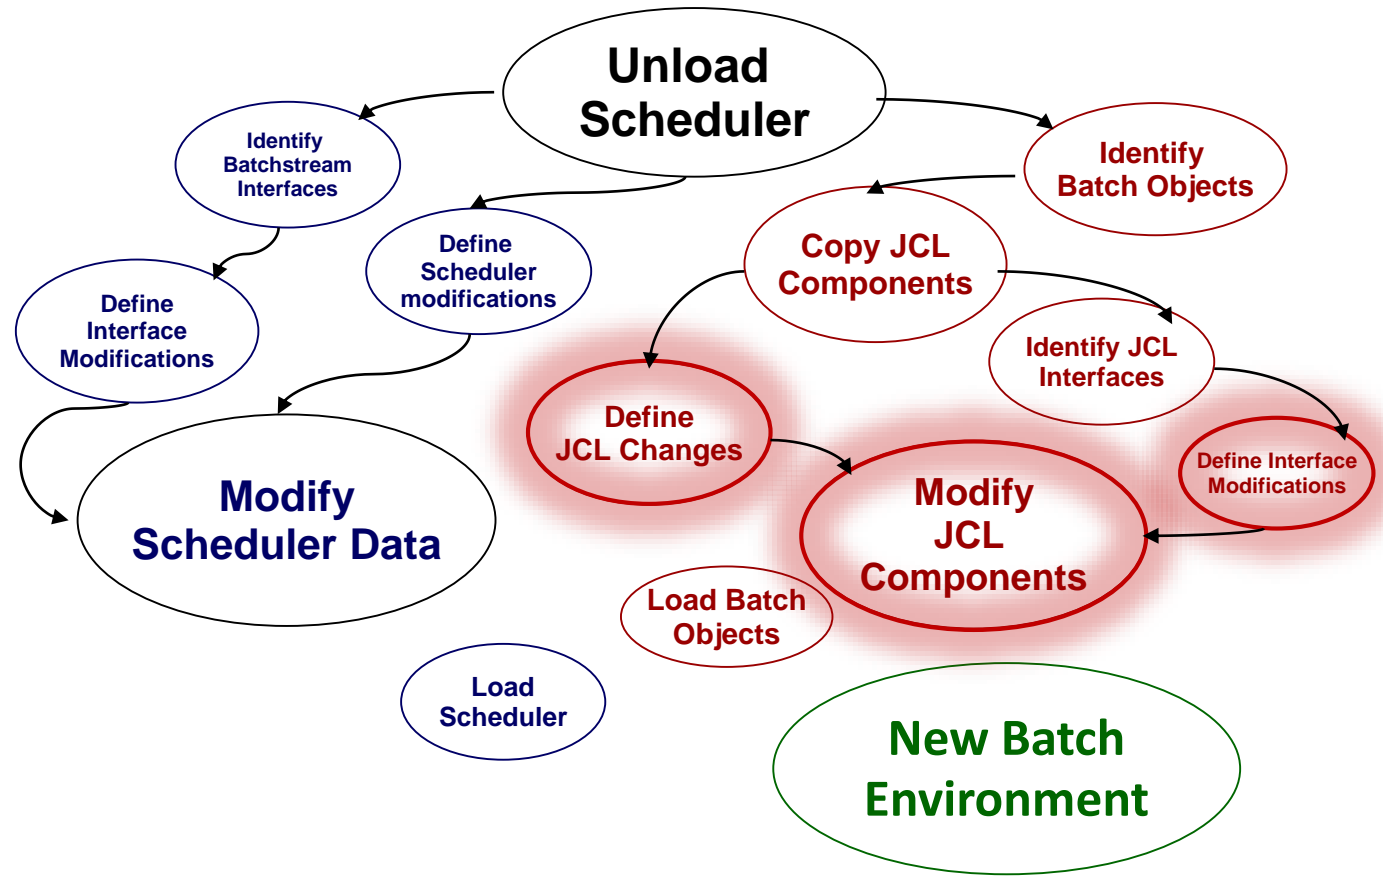 Unload
Scheduler
Identify
Batchstream
Interfaces
Identify
Batch Objects
Define
Scheduler
modifications
Copy JCL
Components
Define
Interface
Modifications
Identify JCL
Interfaces
Define
JCL Changes
Define Interface
Modifications
Modify
Scheduler Data
Modify
JCL
Components
Load Batch
Objects
Load
Scheduler
New Batch
Environment